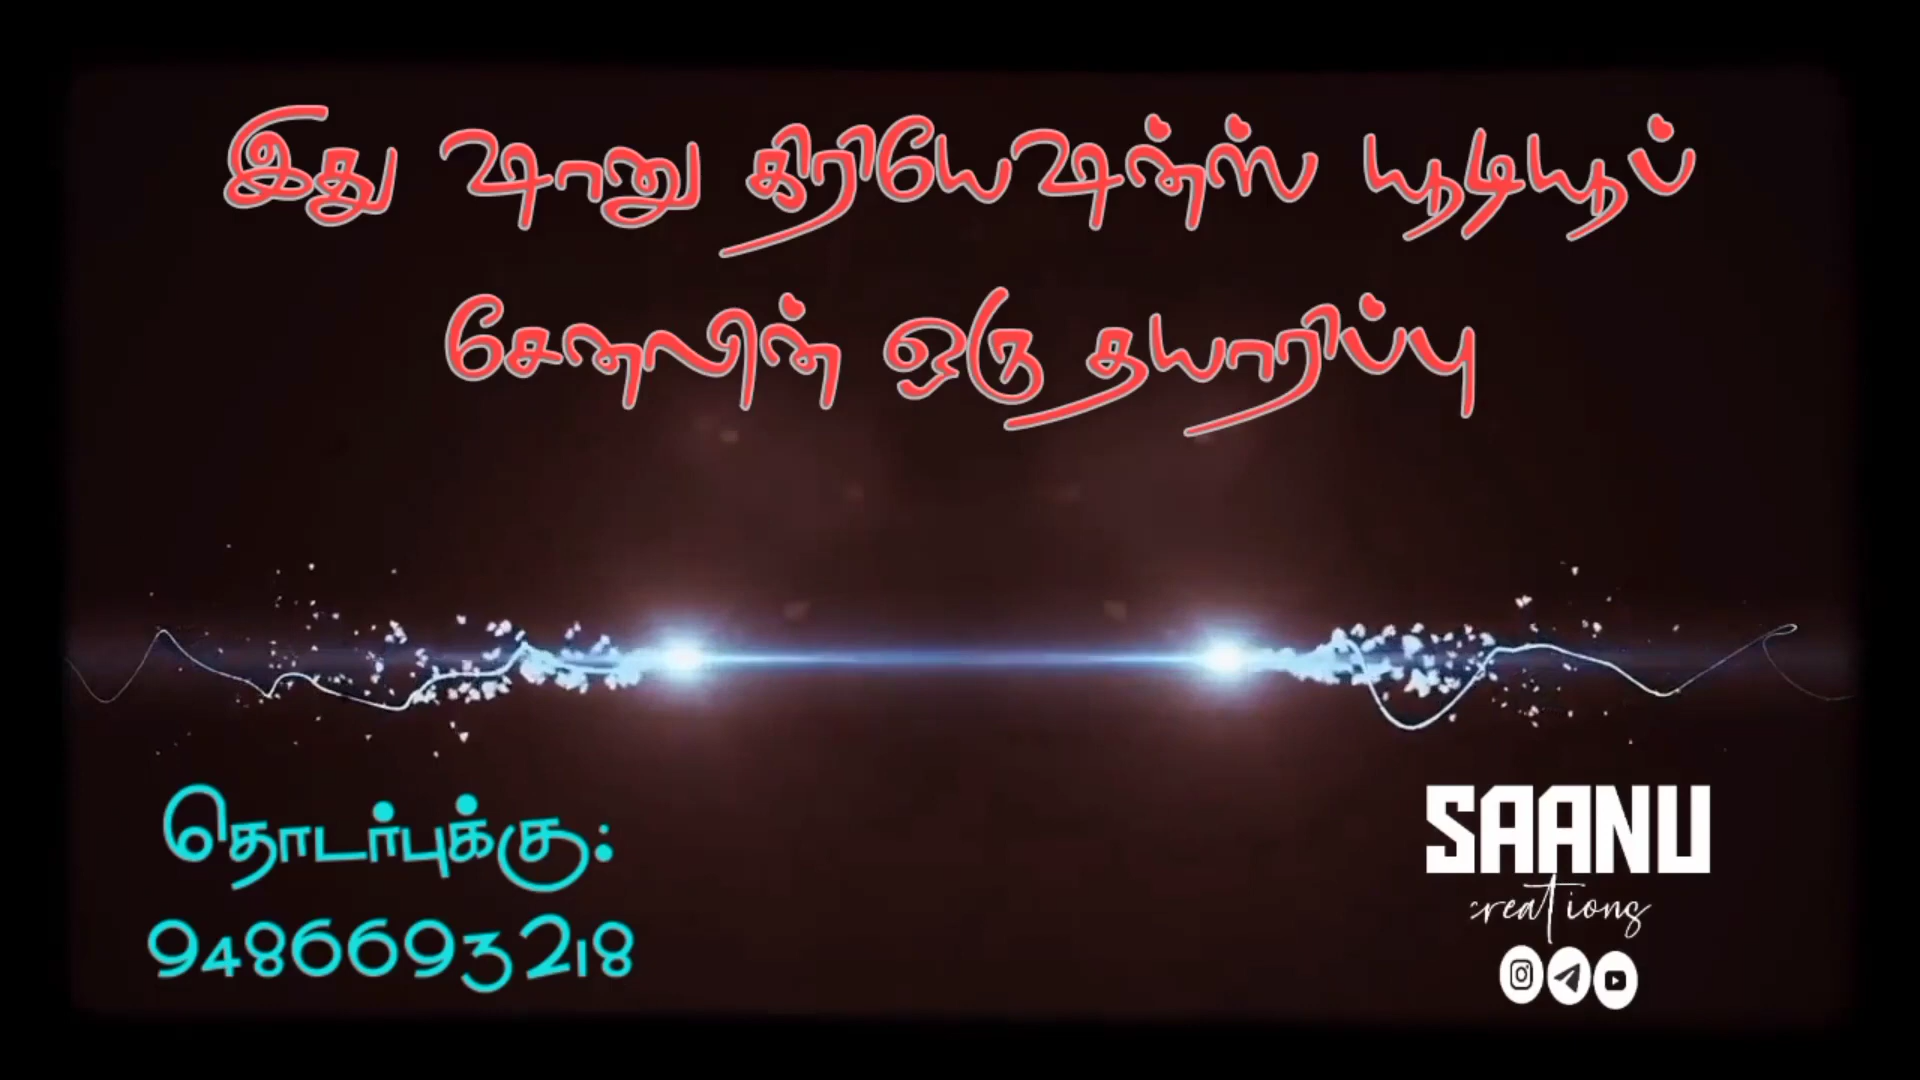 இது ஷானு கிரியேஷன்ஸ் யூடியூப்
சேனலின் ஒரு தயாரிப்பு
தொடர்புக்கு:
9486693218
SAANU
creations